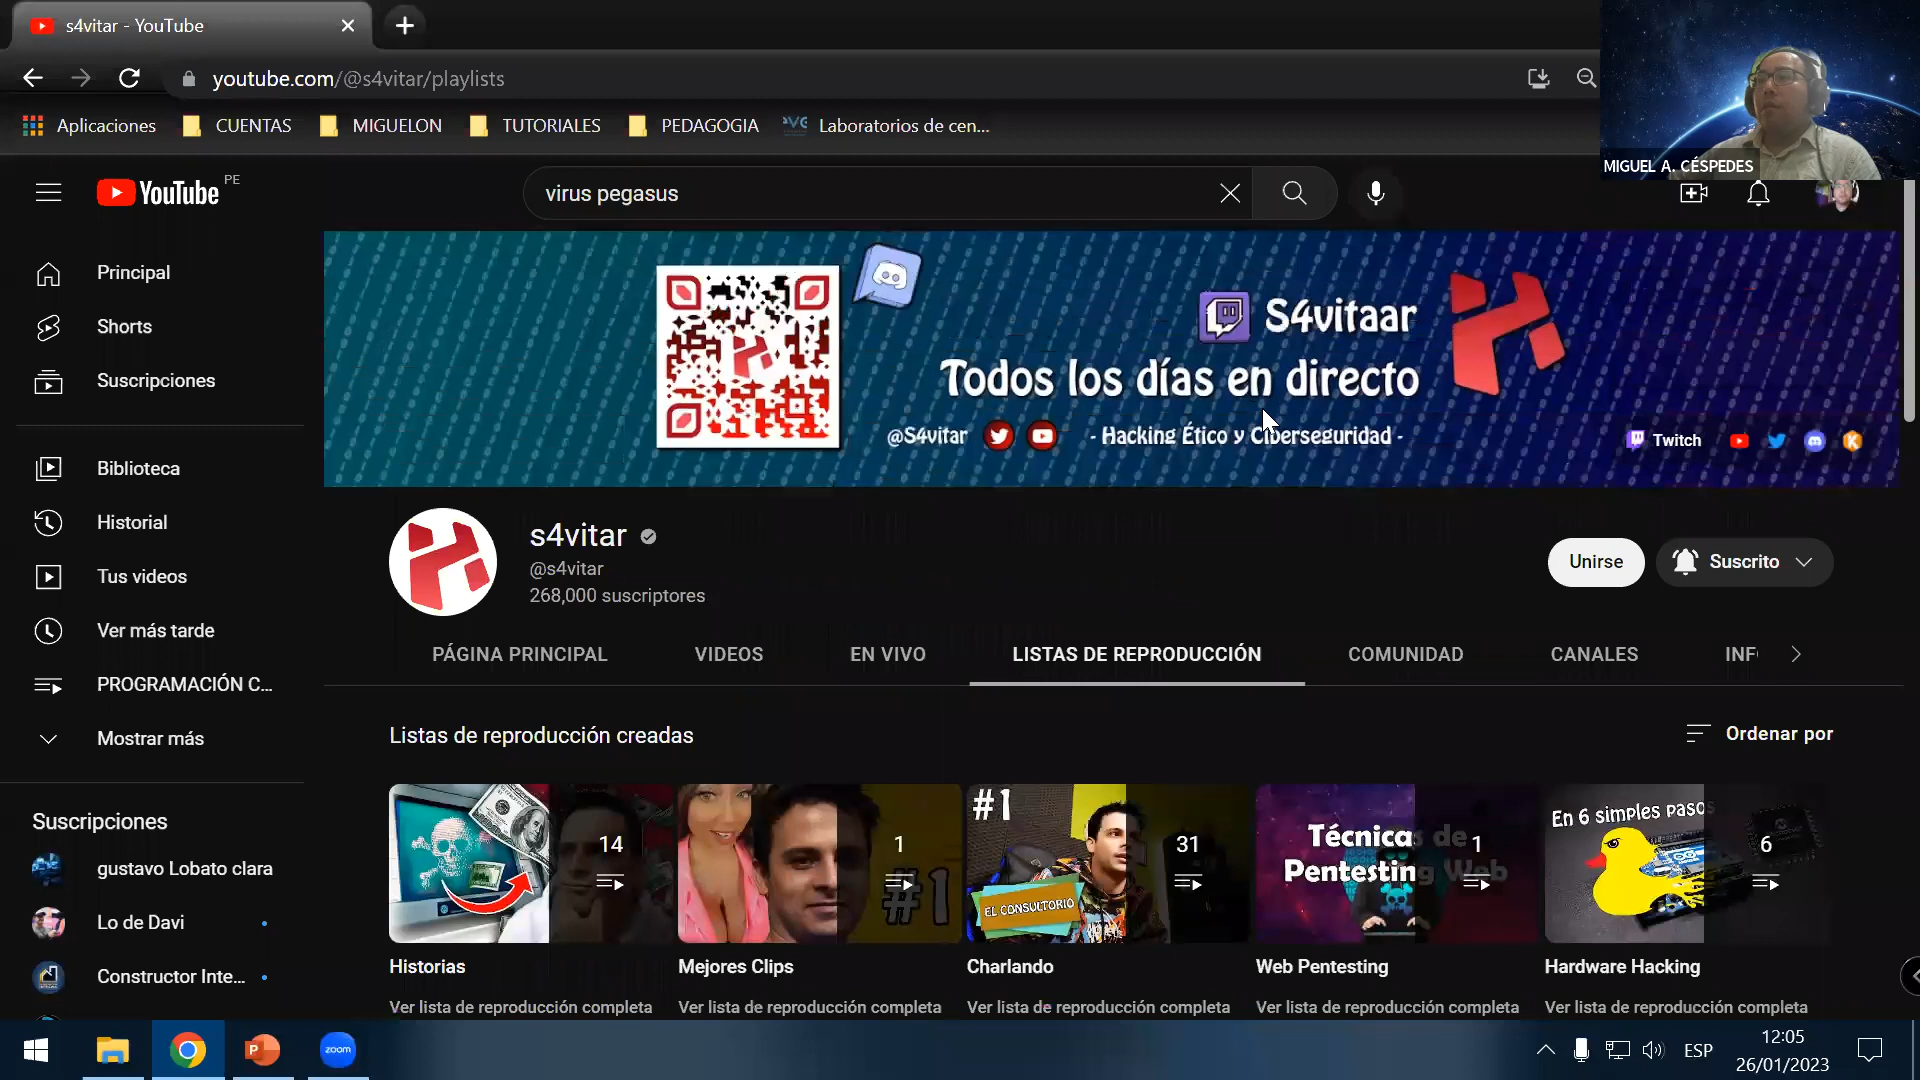 s4vitar - YouTube
youtube.com/@s4vitar/playlists
Aplicaciones
CUENTAS
MIGUELON
TUTORIALES
PEDAGOGIA
Laboratorios de cen...
MIGUEL A. CÉSPEDES
YouTube PE
virus pegasus
Principal
Shorts
Suscripciones
Biblioteca
Historial
Tus videos
Ver más tarde
PROGRAMACIÓN C...
Mostrar más
Suscripciones
gustavo Lobato clara
Lo de Davi
Constructor Inte...
S4vitaar
Todos los días en directo
@S4vitar
- Hacking Ético y Ciberseguridad -
Twitch
s4vitar
@s4vitar
268,000 suscriptores
Unirse
Suscrito
PÁGINA PRINCIPAL
VIDEOS
EN VIVO
LISTAS DE REPRODUCCIÓN
COMUNIDAD
CANALES
INF
Listas de reproducción creadas
Ordenar por
14
#1
1
#1
EL CONSULTORIO
31
Técnicas de
Pentesting Web
1
En 6 simples pasos
6
Historias
Mejores Clips
Charlando
Web Pentesting
Hardware Hacking
Ver lista de reproducción completa
Ver lista de reproducción completa
Ver lista de reproducción completa
Ver lista de reproducción completa
Ver lista de reproducción completa
zoom
ESP
12:05
26/01/2023